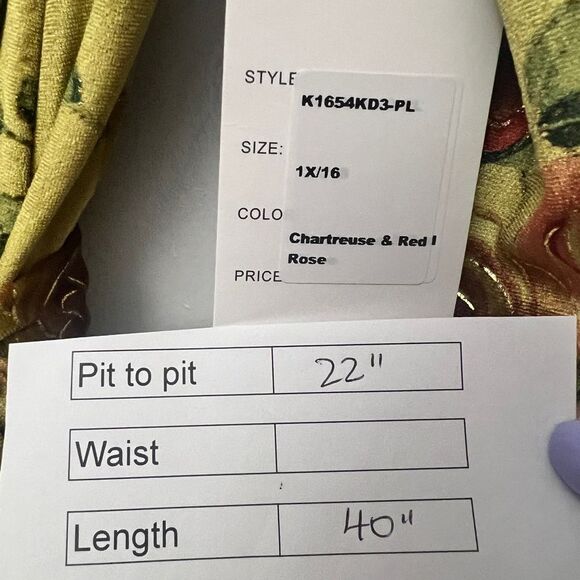 STYLE
K1654KD3-PL
SIZE:
1X/16
COLO
Chartreuse & Red
Rose
PRICE
Pit to pit 22"
Waist
Length 40"